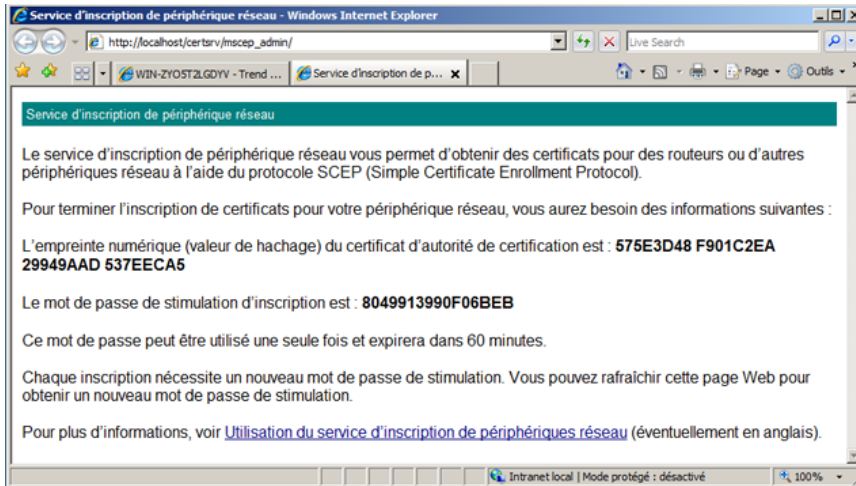 Service d'inscription de périphérique réseau - Windows Internet Explorer
http://localhost/certsrv/mscep_admin/
Live Search
WIN-ZYO5T2LGDYV - Trend ...
Service d'inscription de p...
Page
Outils
Service d'inscription de périphérique réseau
Le service d'inscription de périphérique réseau vous permet d'obtenir des certificats pour des routeurs ou d'autres
périphériques réseau à l'aide du protocole SCEP (Simple Certificate Enrollment Protocol).
Pour terminer l'inscription de certificats pour votre périphérique réseau, vous aurez besoin des informations suivantes :
L'empreinte numérique (valeur de hachage) du certificat d'autorité de certification est : 575E3D48 F901C2EA
29949AAD 537EECA5
Le mot de passe de stimulation d'inscription est : 8049913990F06BEB
Ce mot de passe peut être utilisé une seule fois et expirera dans 60 minutes.
Chaque inscription nécessite un nouveau mot de passe de stimulation. Vous pouvez rafraîchir cette page Web pour
obtenir un nouveau mot de passe de stimulation.
Pour plus d'informations, voir Utilisation du service d'inscription de périphériques réseau (éventuellement en anglais).
Intranet local | Mode protégé : désactivé
100%